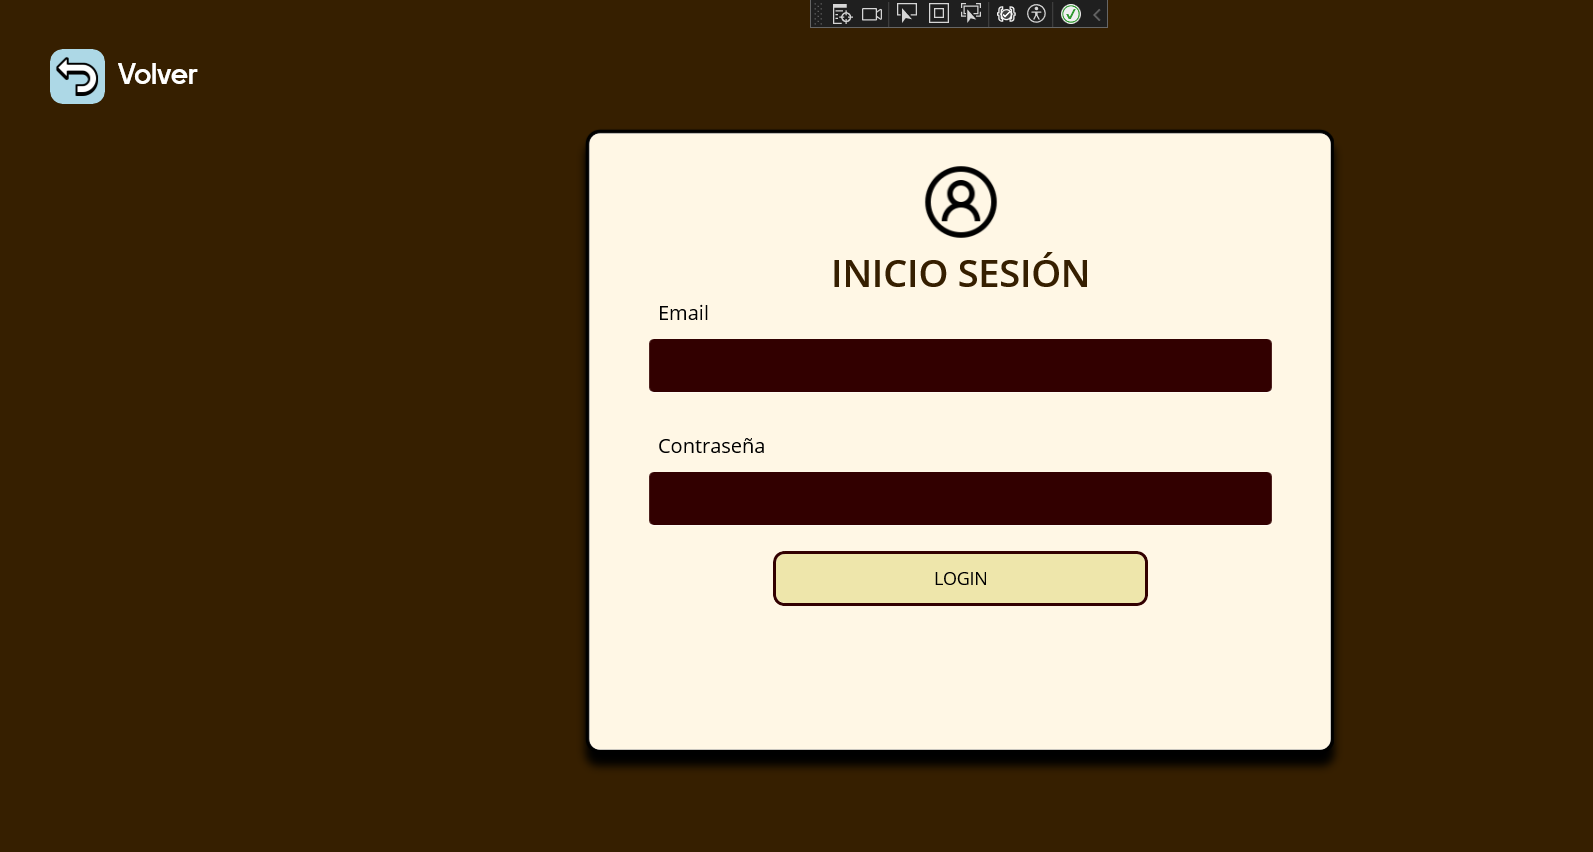 Volver
INICIO SESIÓN
Email
Contraseña
LOGIN